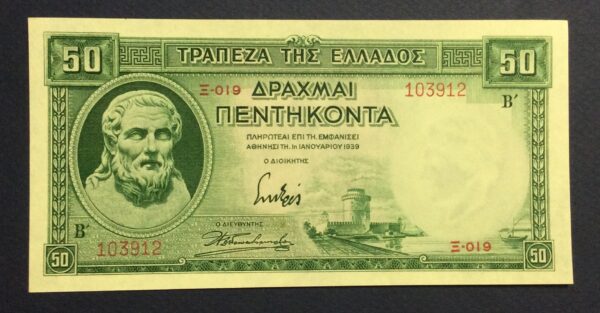 50 ΤΡΑΠΕΖΑ ΤΗΣ ΕΛΛΑΔΟΣ 50
Ξ-019 ΔΡΑΧΜΑΙ 103912
ΠΕΝΤΗΚΟΝΤΑ Β΄
ΠΛΗΡΩΤΕΑΙ ΕΠΙ ΤΗ, ΕΜΦΑΝΙΣΕΙ
ΑΘΗΝΗΣΙ ΤΗ, 1η ΙΑΝΟΥΑΡΙΟΥ 1939
Ο ΔΙΟΙΚΗΤΗΣ
Ο ΔΙΕΥΘΥΝΤΗΣ
Β΄
103912 Ξ-019
50 50